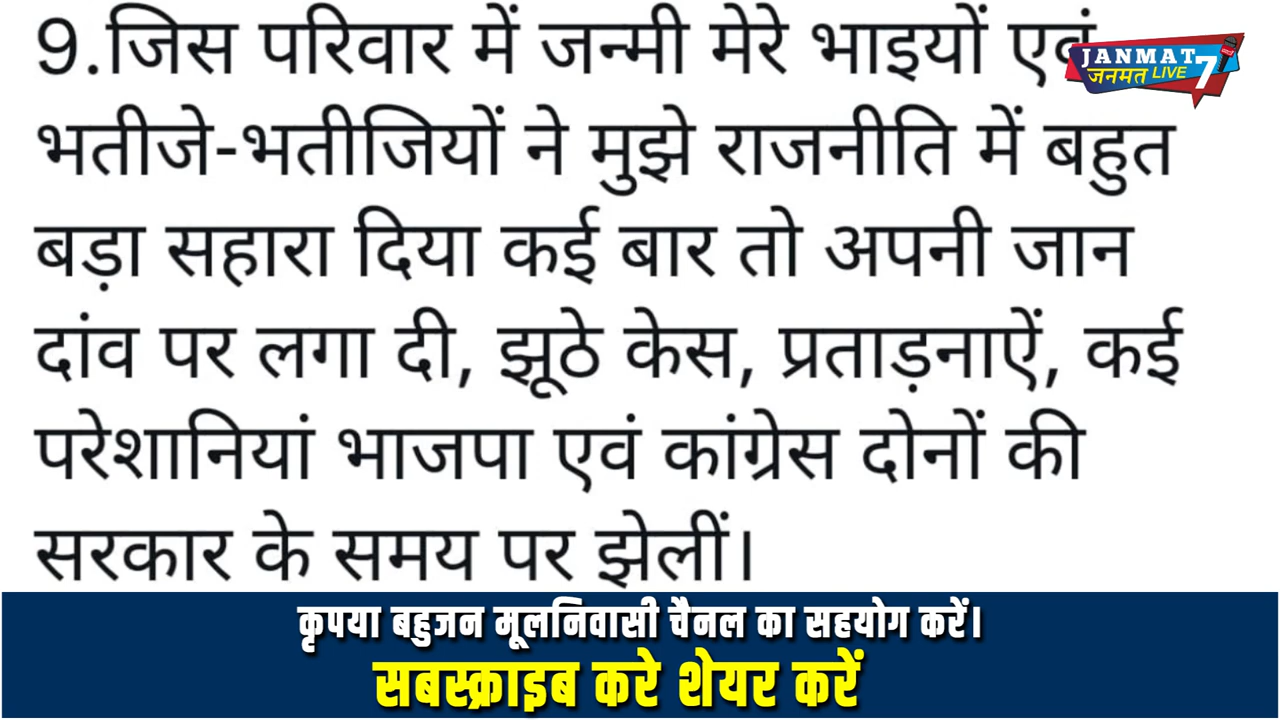 9.जिस परिवार में जन्मी मेरे भाइयों एवं
JANMAT
जनमत LIVE 7
भतीजे-भतीजियों ने मुझे राजनीति में बहुत
बड़ा सहारा दिया कई बार तो अपनी जान
दांव पर लगा दी, झूठे केस, प्रताड़नाऐं, कई
परेशानियां भाजपा एवं कांग्रेस दोनों की
सरकार के समय पर झेलीं।
कृपया बहुजन मूलनिवासी चैनल का सहयोग करें।
सबस्क्राइब करे शेयर करें